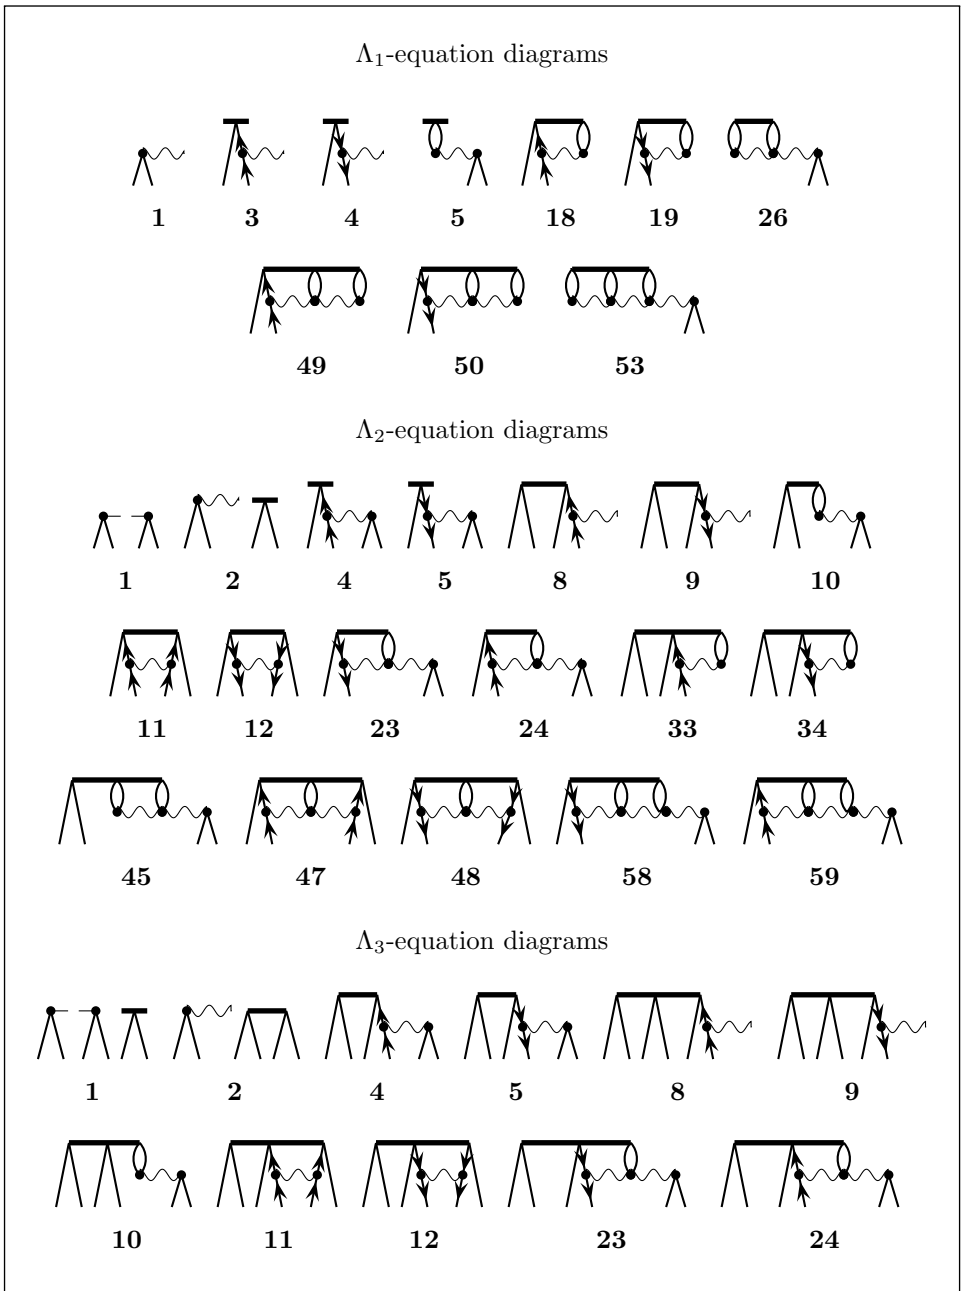 Λ₁-equation diagrams
1 3 4 5 18 19 26
49 50 53
Λ₂-equation diagrams
1 2 4 5 8 9 10
11 12 23 24 33 34
45 47 48 58 59
Λ₃-equation diagrams
1 2 4 5 8 9
10 11 12 23 24